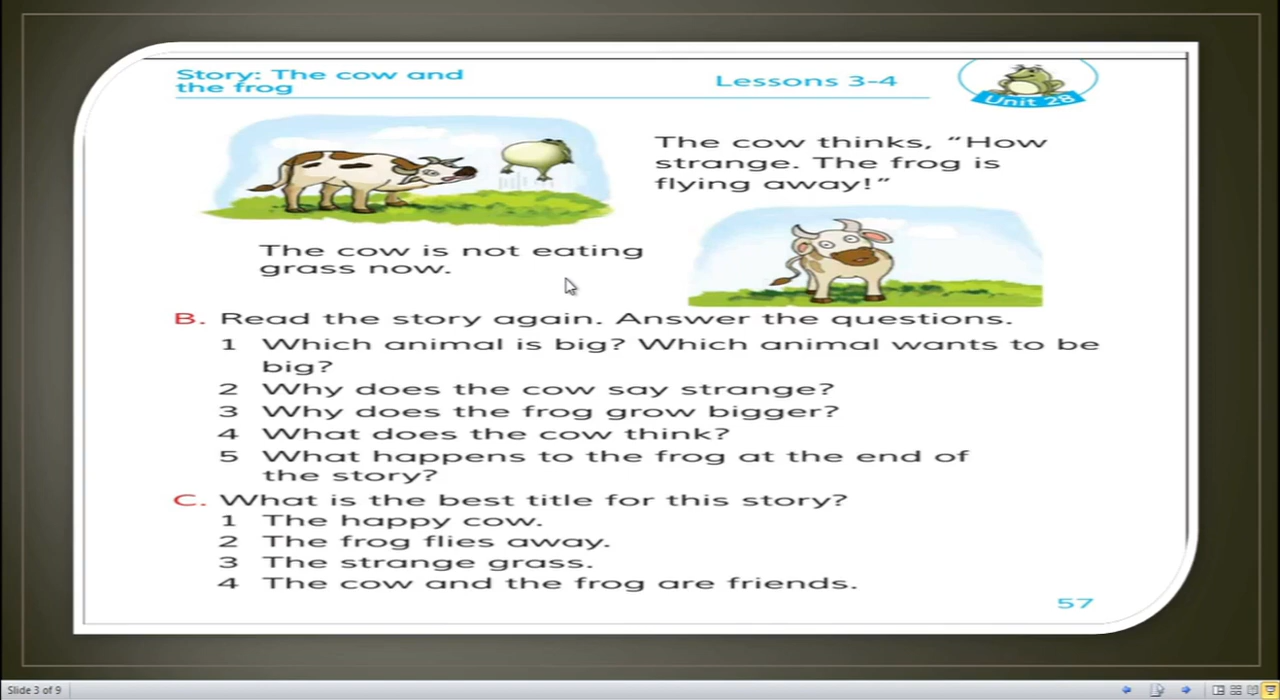 Story: The cow and
the frog
Lessons 3-4
Unit 2B
The cow thinks, “How
strange. The frog is
flying away!”
The cow is not eating
grass now.
B. Read the story again. Answer the questions.
1 Which animal is big? Which animal wants to be
big?
2 Why does the cow say strange?
3 Why does the frog grow bigger?
4 What does the cow think?
5 What happens to the frog at the end of
the story?
C. What is the best title for this story?
1 The happy cow.
2 The frog flies away.
3 The strange grass.
4 The cow and the frog are friends.
57
Slide 3 of 9